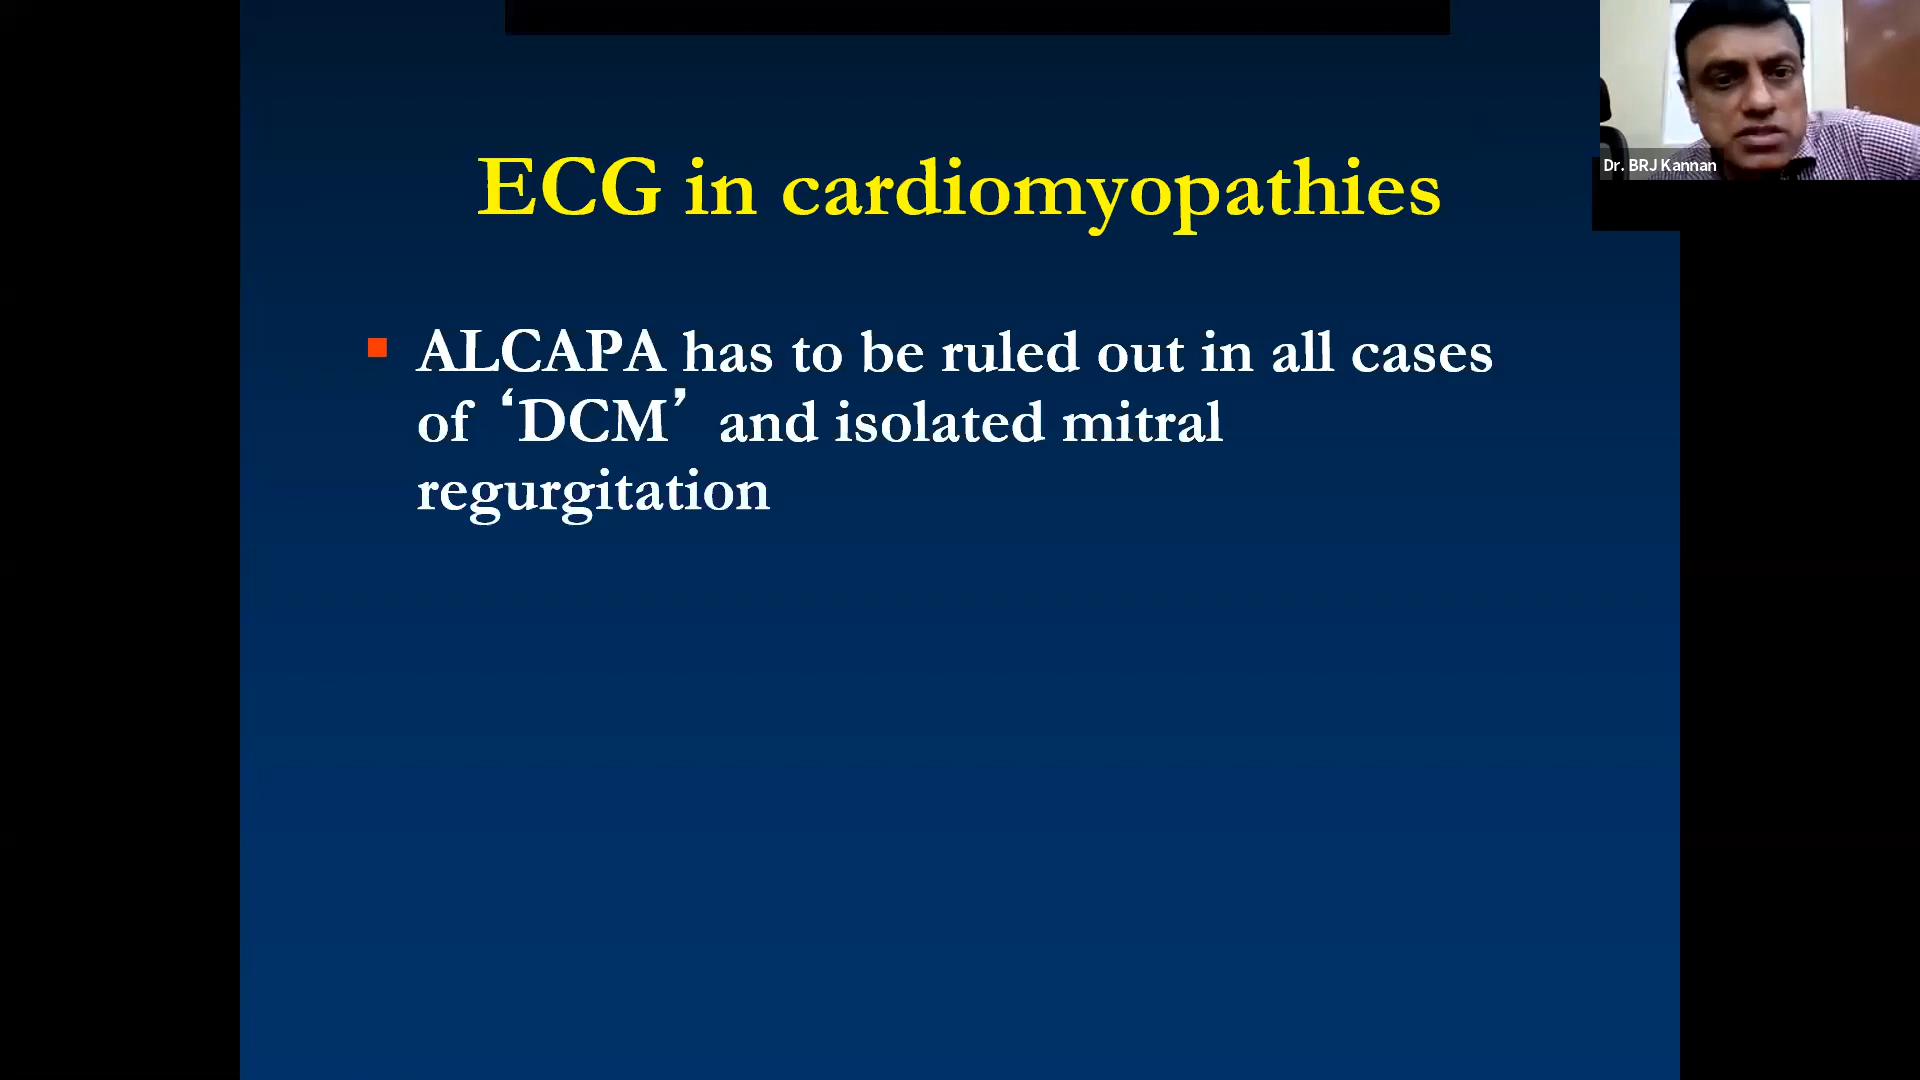 ECG in cardiomyopathies
ALCAPA has to be ruled out in all cases
of ‘DCM’ and isolated mitral
regurgitation
Dr. BRJ Kannan